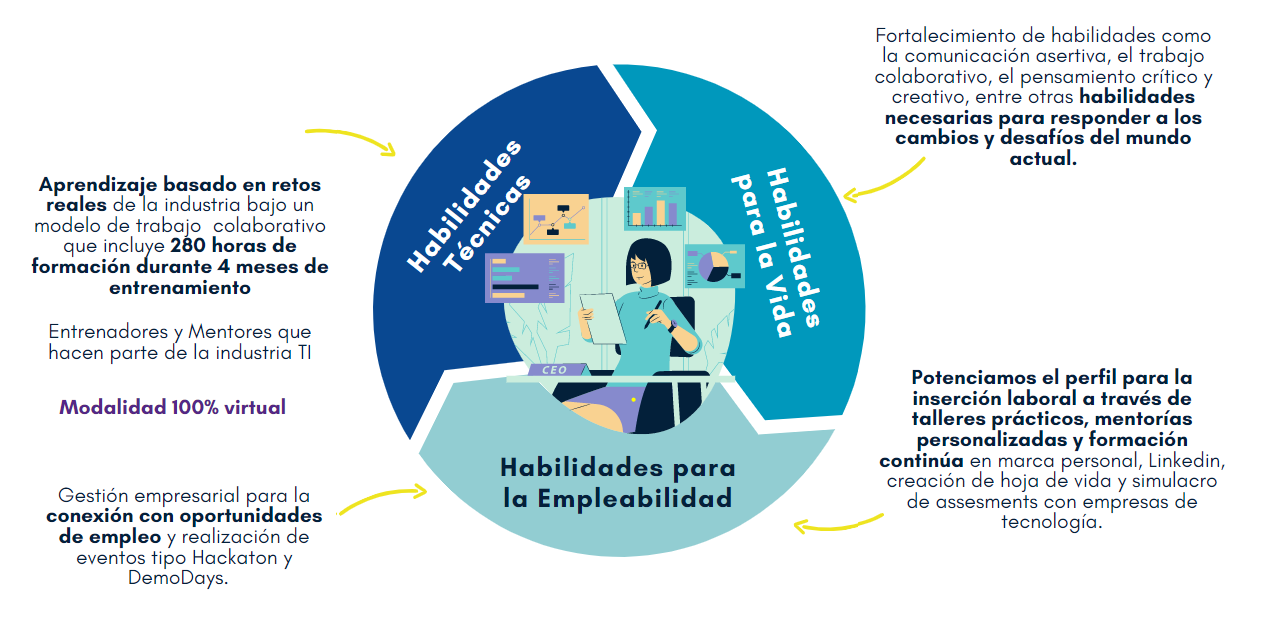 Aprendizaje basado en retos
reales de la industria bajo un
modelo de trabajo  colaborativo
que incluye 280 horas de
formación durante 4 meses de
entrenamiento
Entrenadores y Mentores que
hacen parte de la industria TI
Modalidad 100% virtual
Gestión empresarial para la
conexión con oportunidades
de empleo y realización de
eventos tipo Hackaton y
DemoDays.
Habilidades
Técnicas
Habilidades
para la Vida
CEO
Habilidades para
la Empleabilidad
Fortalecimiento de habilidades como
la comunicación asertiva, el trabajo
colaborativo, el pensamiento crítico y
creativo, entre otras habilidades
necesarias para responder a los
cambios y desafíos del mundo
actual.
Potenciamos el perfil para la
inserción laboral a través de
talleres prácticos, mentorías
personalizadas y formación
continúa en marca personal, Linkedin,
creación de hoja de vida y simulacro
de assesments con empresas de
tecnología.